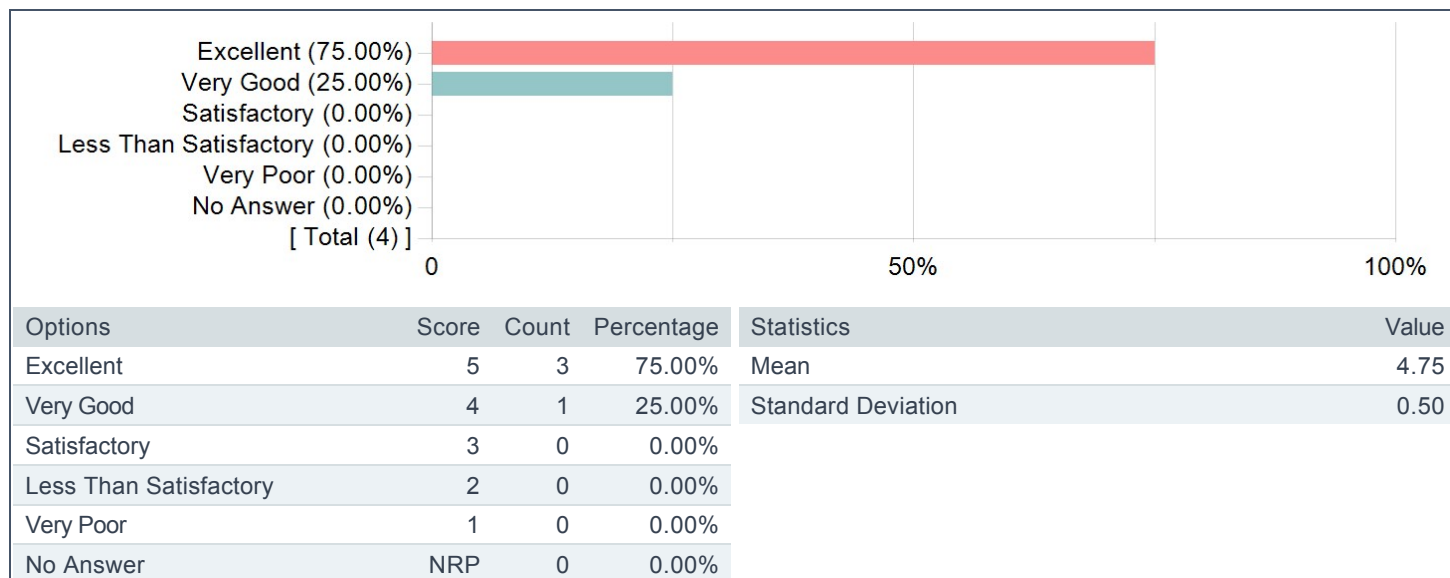 Excellent (75.00%)
Very Good (25.00%)
Satisfactory (0.00%)
Less Than Satisfactory (0.00%)
Very Poor (0.00%)
No Answer (0.00%)
[ Total (4) ]
0 50% 100%
Options Score Count Percentage
Excellent 5 3 75.00%
Very Good 4 1 25.00%
Satisfactory 3 0 0.00%
Less Than Satisfactory 2 0 0.00%
Very Poor 1 0 0.00%
No Answer NRP 0 0.00%
Statistics Value
Mean 4.75
Standard Deviation 0.50